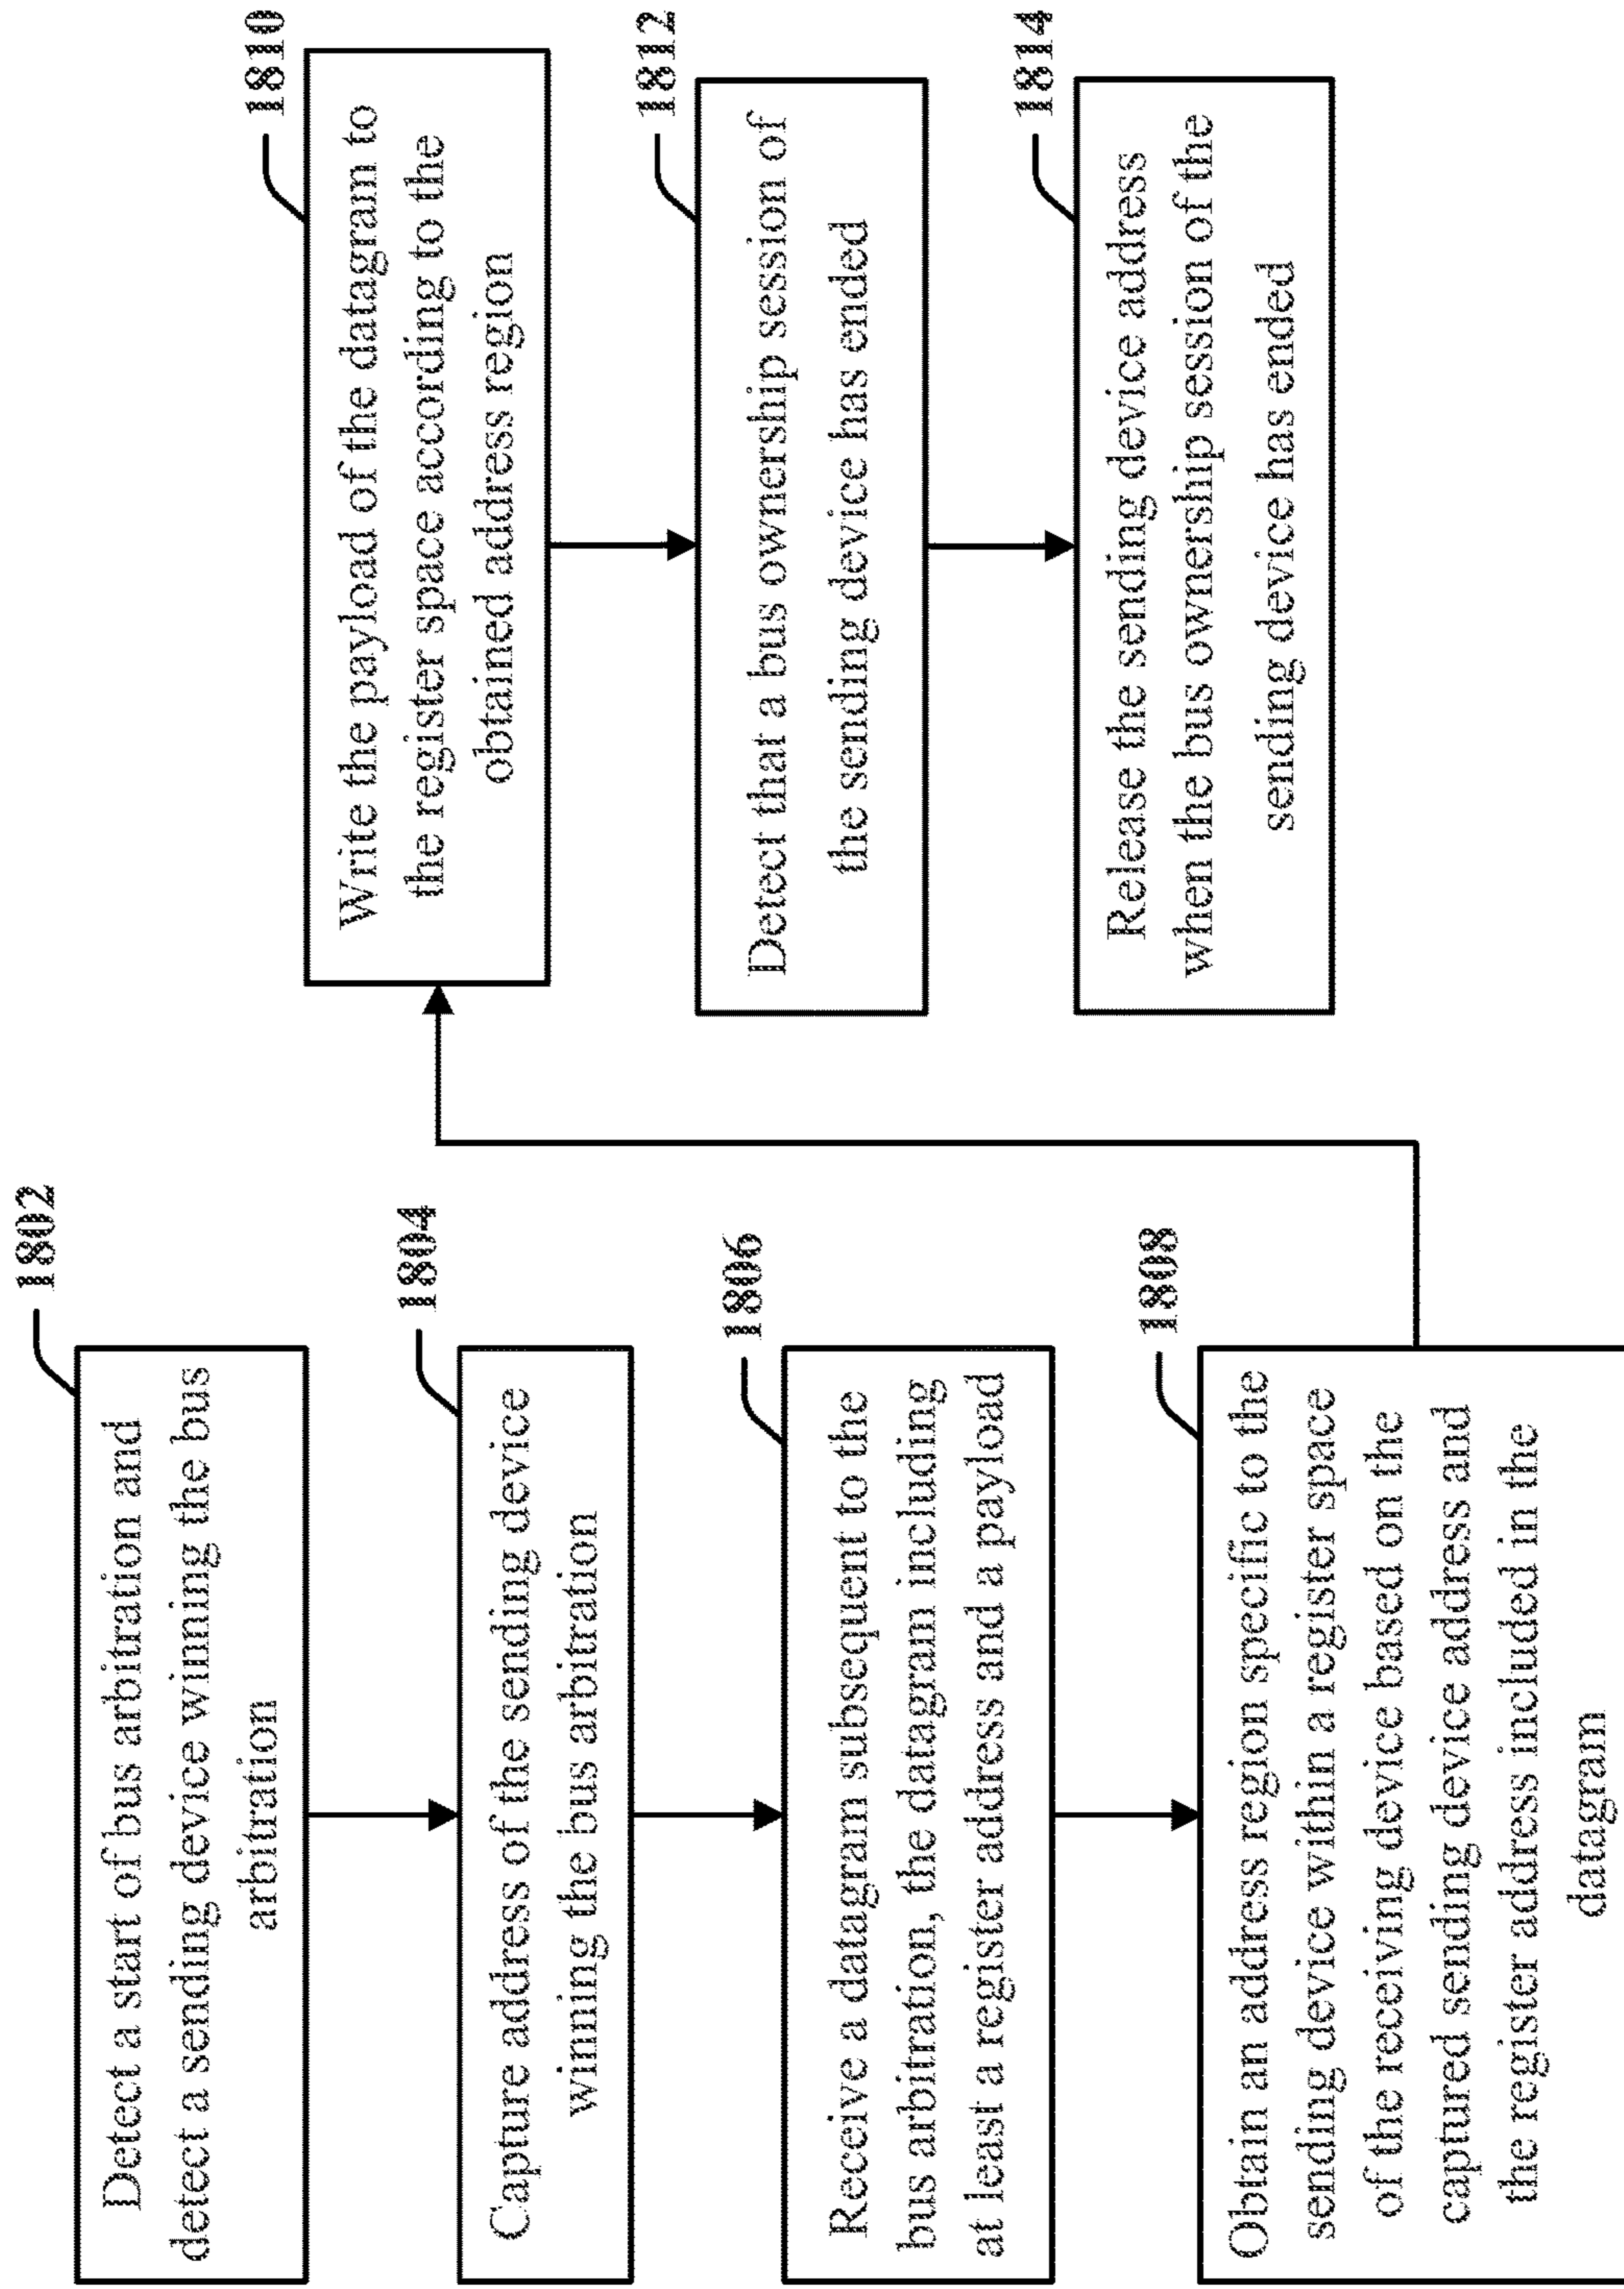 1802
Detect a start of bus arbitration and
detect a sending device winning the bus
arbitration
1804
Capture address of the sending device
winning the bus arbitration
1806
Receive a datagram subsequent to the
bus arbitration, the datagram including
at least a register address and a payload
1808
Obtain an address region specific to the
sending device within a register space
of the receiving device based on the
captured sending device address and
the register address included in the
datagram
1810
Write the payload of the datagram to
the register space according to the
obtained address region
1812
Detect that a bus ownership session of
the sending device has ended
1814
Release the sending device address
when the bus ownership session of the
sending device has ended